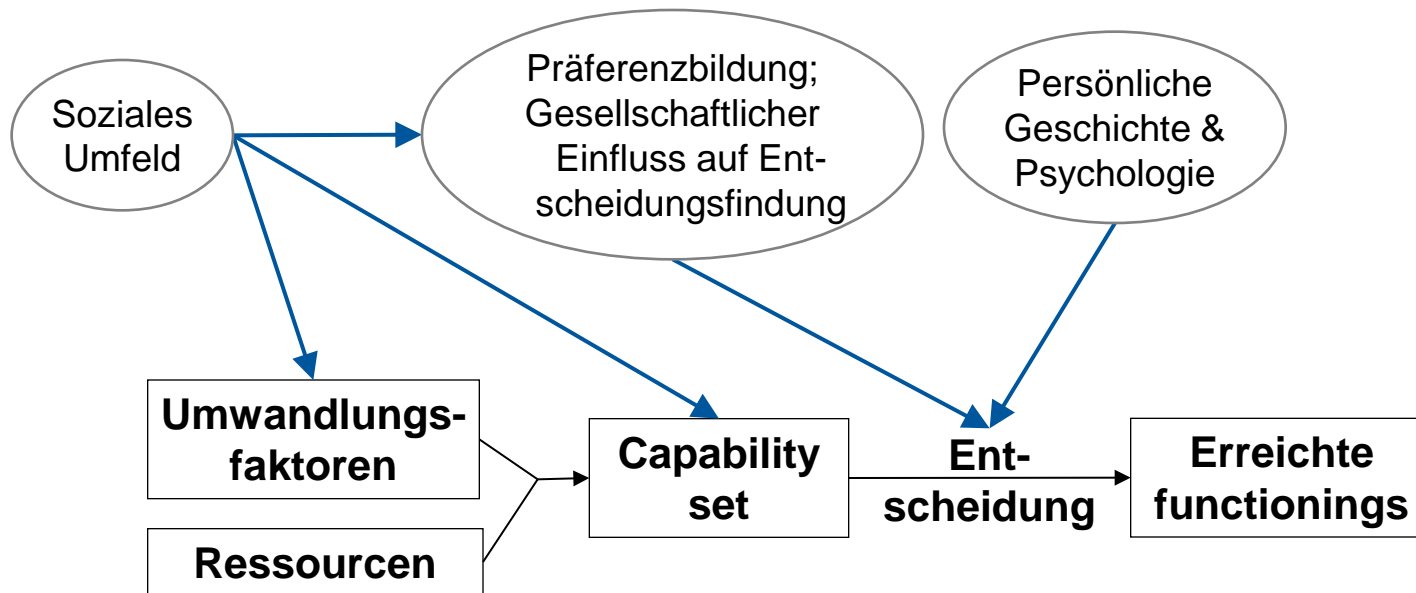 Soziales
Umfeld
Präferenzbildung;
Gesellschaftlicher
Einfluss auf Ent-
scheidungsfindung
Persönliche
Geschichte &
Psychologie
Umwandlungs-
faktoren
Ressourcen
Capability
set
Ent-
scheidung
Erreichte
functionings